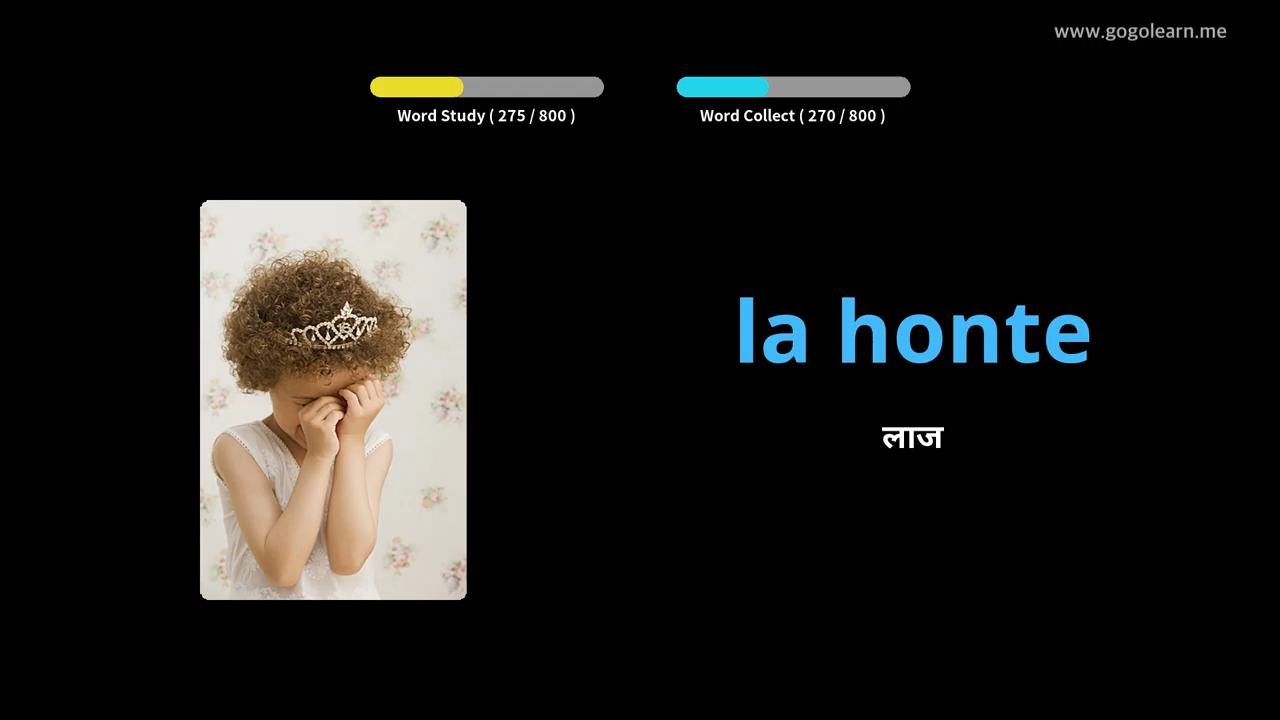 www.gogolearn.me
Word Study ( 275 / 800 )
Word Collect ( 270 / 800 )
la honte
लाज